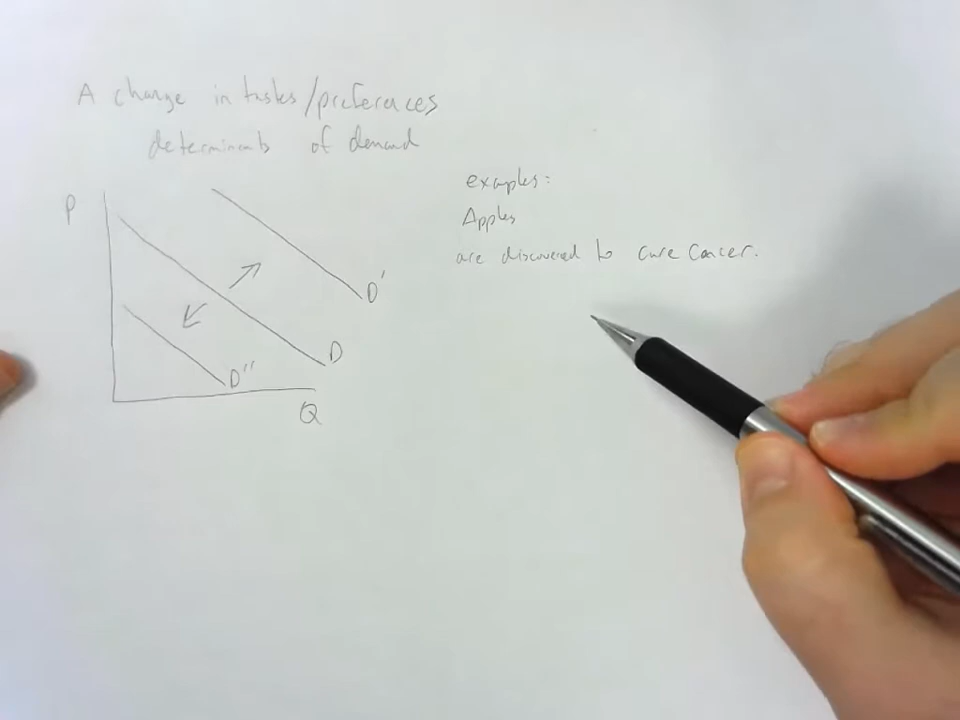 A change in tastes/preferences
determinants of demand
examples:
Apples
are discovered to cure cancer.
P
D'
D
D''
Q